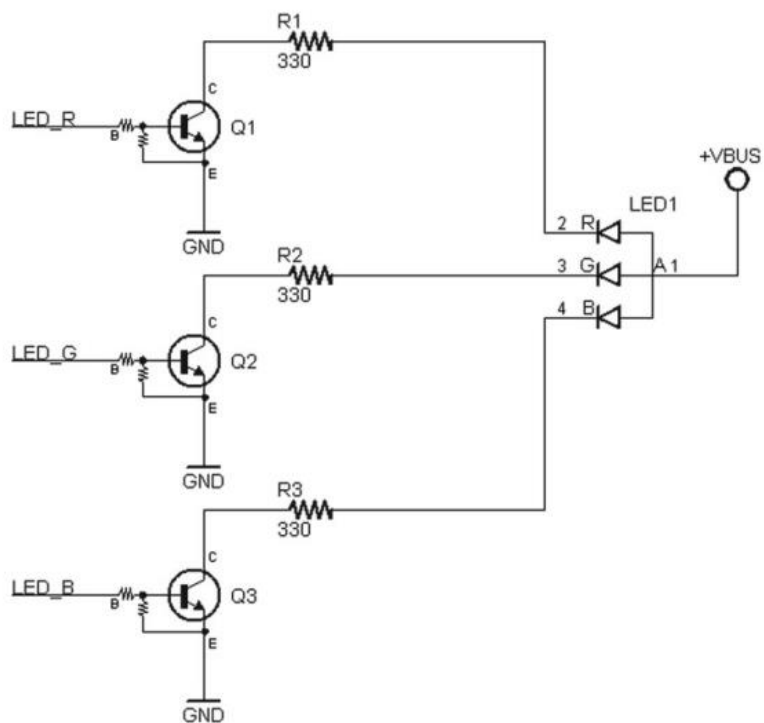 R1
330
C
LED_R
B
Q1
E
GND
+VBUS
LED1
2 R
R2
330
3 G A 1
4 B
C
LED_G
B
Q2
E
GND
R3
330
C
LED_B
B
Q3
E
GND